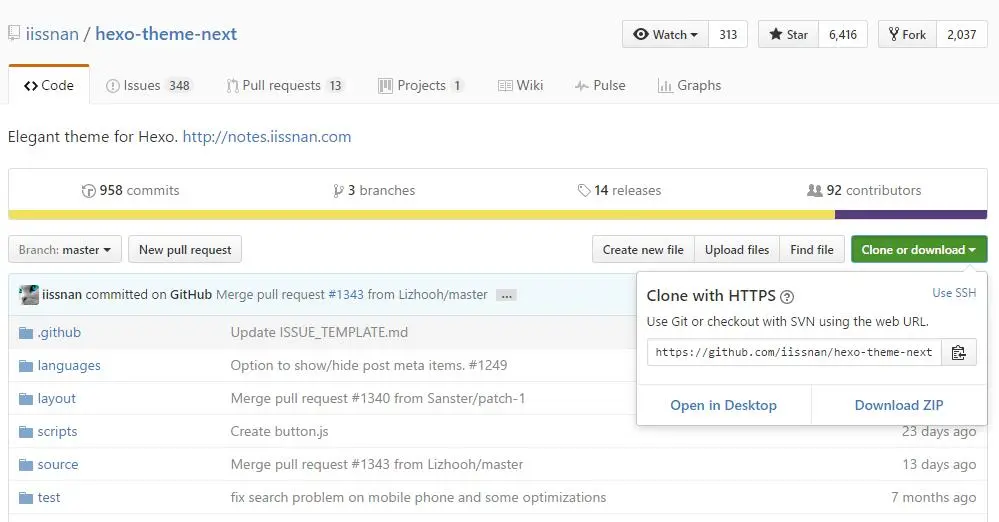 iissnan / hexo-theme-next Watch 313 Star 6,416 Fork 2,037
Code Issues 348 Pull requests 13 Projects 1 Wiki Pulse Graphs
Elegant theme for Hexo. http://notes.iissnan.com
958 commits 3 branches 14 releases 92 contributors
Branch: master New pull request Create new file Upload files Find file Clone or download
iissnan committed on GitHub Merge pull request #1343 from Lizhooh/master ...
Clone with HTTPS ? Use SSH
Use Git or checkout with SVN using the web URL.
https://github.com/iissnan/hexo-theme-next
Open in Desktop Download ZIP
.github Update ISSUE_TEMPLATE.md
languages Option to show/hide post meta items. #1249
layout Merge pull request #1340 from Sanster/patch-1
scripts Create button.js 23 days ago
source Merge pull request #1343 from Lizhooh/master 13 days ago
test fix search problem on mobile phone and some optimizations 7 months ago